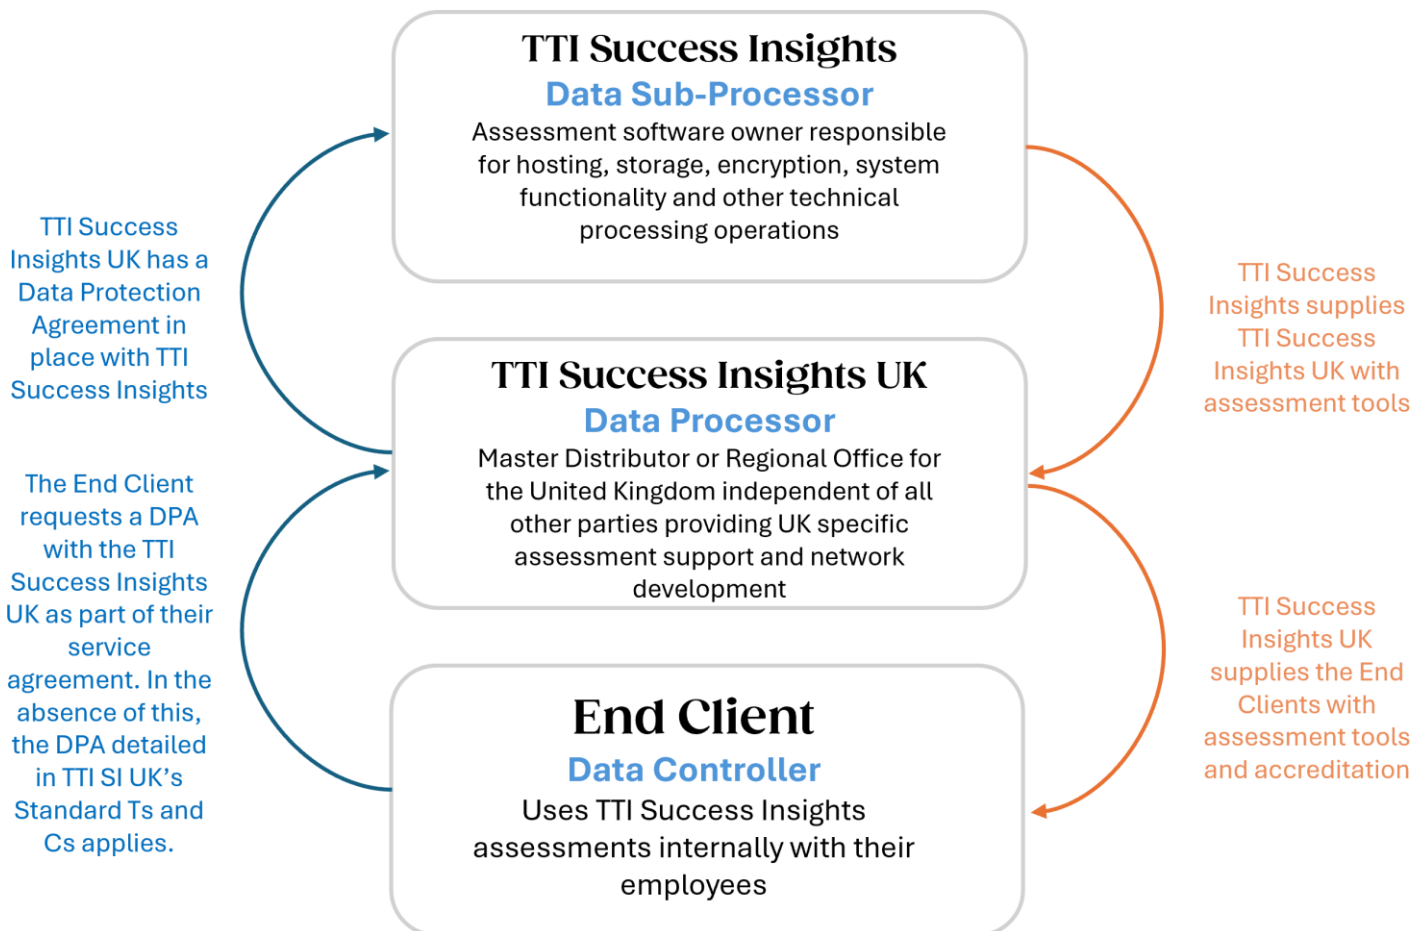 TTI Success Insights
Data Sub-Processor
Assessment software owner responsible
for hosting, storage, encryption, system
functionality and other technical
processing operations
TTI Success
Insights UK has a
Data Protection
Agreement in
place with TTI
Success Insights
TTI Success
Insights supplies
TTI Success
Insights UK with
assessment tools
TTI Success Insights UK
Data Processor
Master Distributor or Regional Office for
the United Kingdom independent of all
other parties providing UK specific
assessment support and network
development
The End Client
requests a DPA
with the TTI
Success Insights
UK as part of their
service
agreement. In the
absence of this,
the DPA detailed
in TTI SI UK’s
Standard Ts and
Cs applies.
TTI Success
Insights UK
supplies the End
Clients with
assessment tools
and accreditation
End Client
Data Controller
Uses TTI Success Insights
assessments internally with their
employees